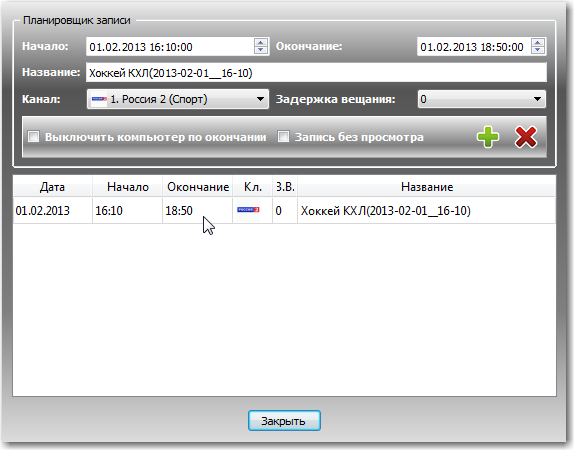 Планировщик записи
Начало: 01.02.2013 16:10:00 Окончание: 01.02.2013 18:50:00
Название: Хоккей КХЛ(2013-02-01__16-10)
Канал: 1. Россия 2 (Спорт) Задержка вещания: 0
Выключить компьютер по окончании Запись без просмотра
Дата Начало Окончание Кл. З.В. Название
01.02.2013 16:10 18:50 РОССИЯ 2 0 Хоккей КХЛ(2013-02-01__16-10)
Закрыть